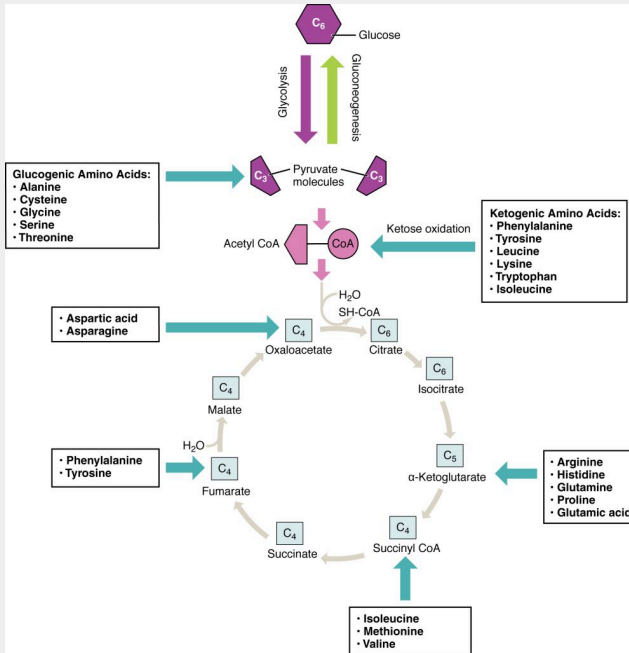 C6
Glucose
Glycolysis
Gluconeogenesis
Glucogenic Amino Acids:
• Alanine
• Cysteine
• Glycine
• Serine
• Threonine
C3
Pyruvate
molecules
C3
Acetyl CoA
CoA
Ketose oxidation
Ketogenic Amino Acids:
• Phenylalanine
• Tyrosine
• Leucine
• Lysine
• Tryptophan
• Isoleucine
H2O
SH-CoA
• Aspartic acid
• Asparagine
C4
Oxaloacetate
C6
Citrate
C6
Isocitrate
C4
Malate
H2O
• Phenylalanine
• Tyrosine
C4
Fumarate
C5
α-Ketoglutarate
• Arginine
• Histidine
• Glutamine
• Proline
• Glutamic acid
C4
Succinate
C4
Succinyl CoA
• Isoleucine
• Methionine
• Valine